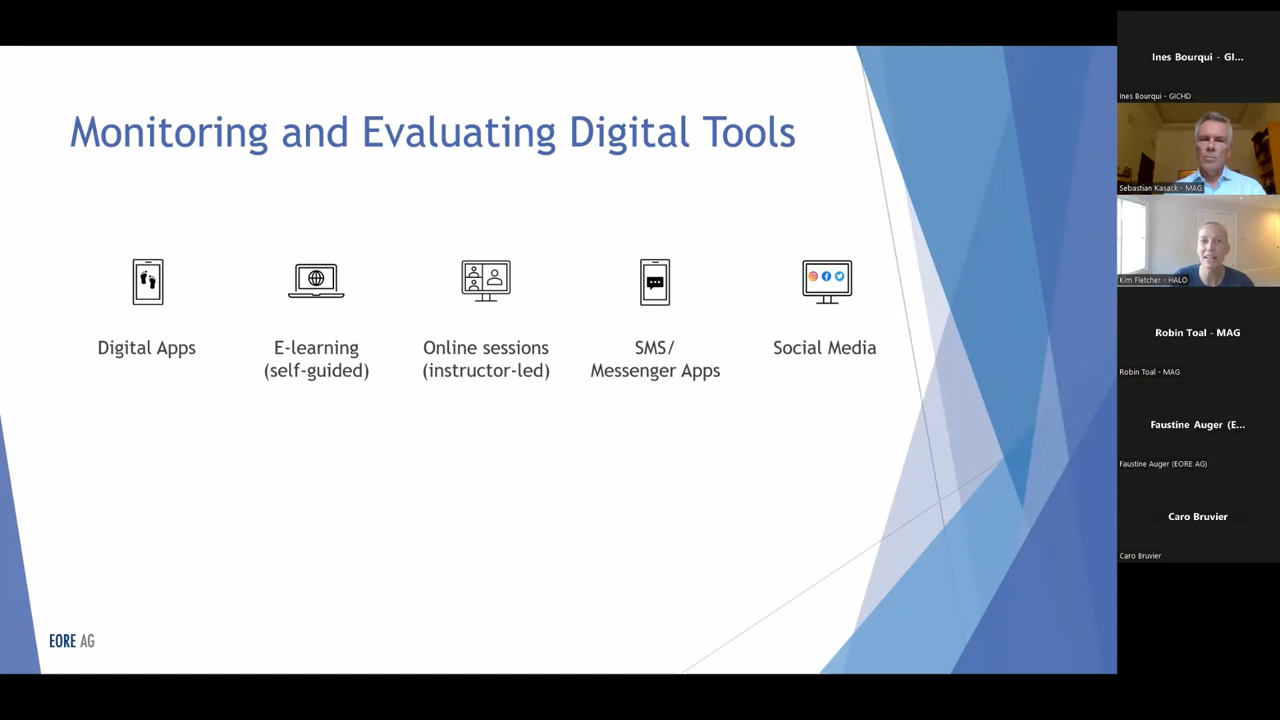 Monitoring and Evaluating Digital Tools
Digital Apps
E-learning
(self-guided)
Online sessions
(instructor-led)
SMS/
Messenger Apps
Social Media
EORE AG
Ines Bourqui - GI...
Ines Bourqui - GICHD
Sebastian Kasack - MAG
Kim Fletcher - HALO
Robin Toal - MAG
Robin Toal - MAG
Faustine Auger (E...
Faustine Auger (EORE AG)
Caro Bruvier
Caro Bruvier